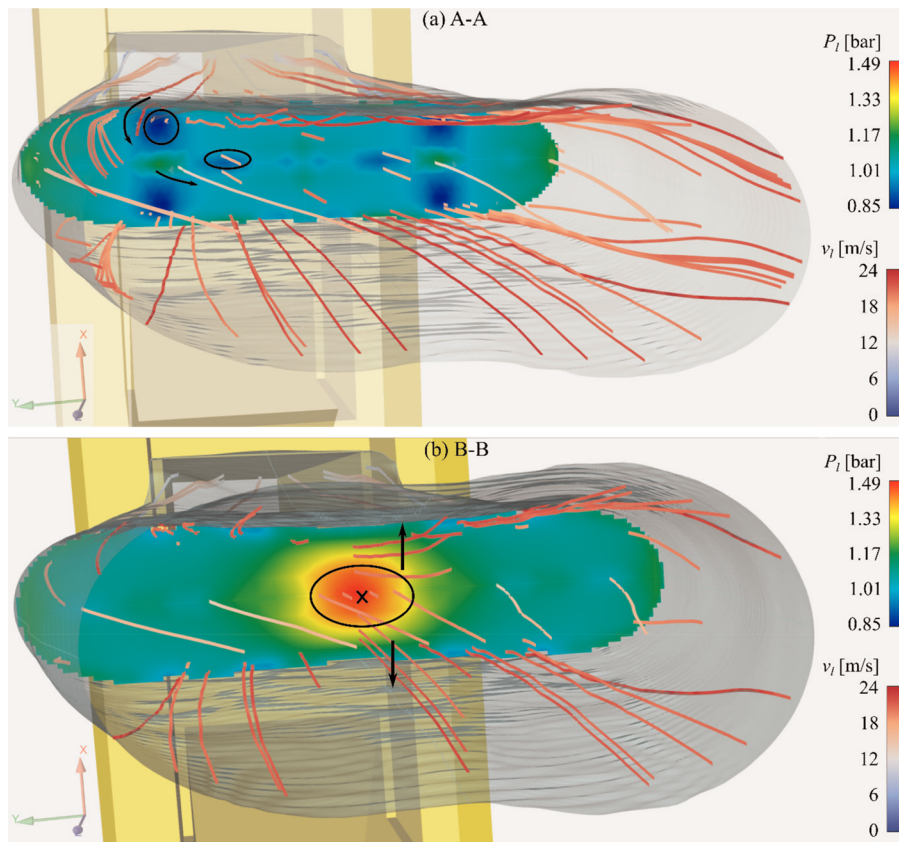 (a) A-A
P_l [bar]
1.49
1.33
1.17
1.01
0.85
v_l [m/s]
24
18
12
6
0
X
Y
Z
(b) B-B
P_l [bar]
1.49
1.33
1.17
1.01
0.85
v_l [m/s]
24
18
12
6
0
×
X
Y
Z